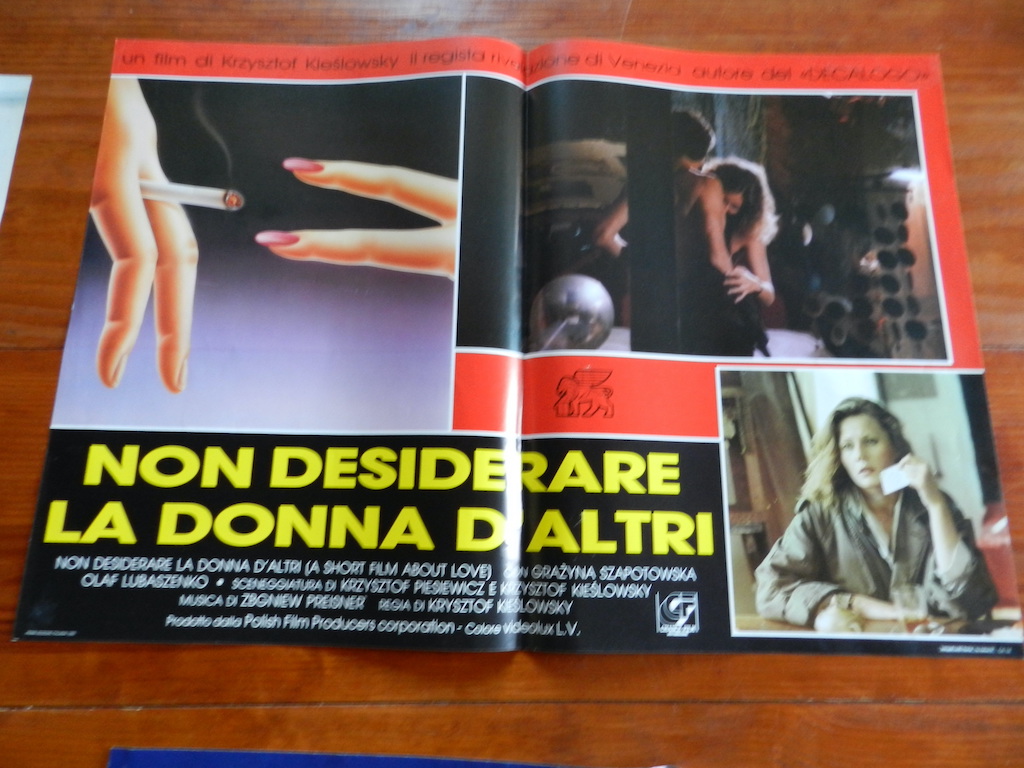 un film di Krzysztof Kieślowsky il regista rivelazione di Venezia autore del «DECALOGO»
NON DESIDERARE
LA DONNA D'ALTRI
NON DESIDERARE LA DONNA D'ALTRI (A SHORT FILM ABOUT LOVE) CON GRAŻYNA SZAPOTOWSKA
OLAF LUBASZENKO • SCENEGGIATURA DI KRZYSZTOF PIESIEWICZ E KRZYSZTOF KIEŚLOWSKY
MUSICA DI ZBGNIEW PREISNER REGIA DI KRYSZTOF KIEŚLOWSKY
Prodotto dalla Polish Film Producers corporation - Colore videolux L.V.